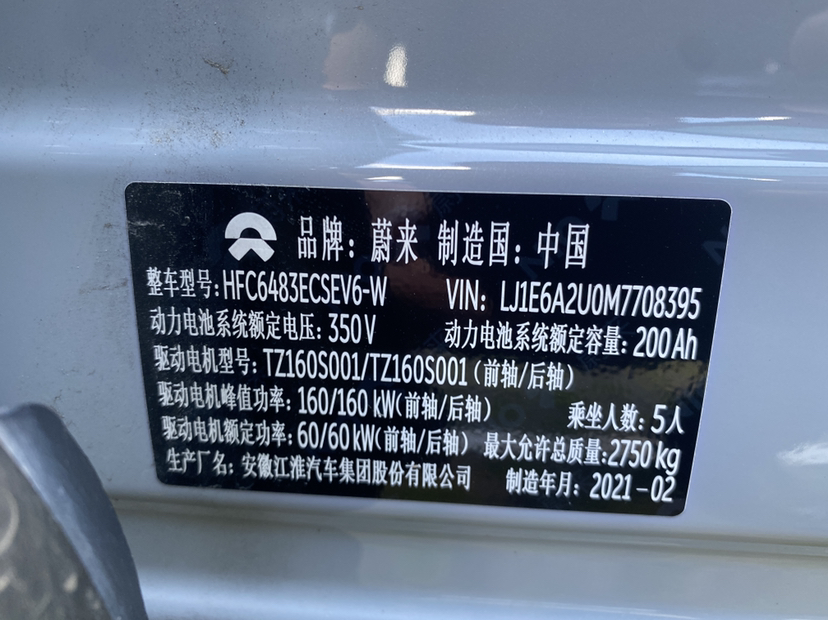 品牌：蔚来 制造国：中国
整车型号：HFC6483ECSEV6-W VIN：LJ1E6A2U0M7708395
动力电池系统额定电压：350V 动力电池系统额定容量：200Ah
驱动电机型号：TZ160S001/TZ160S001（前轴/后轴）
驱动电机峰值功率：160/160kW（前轴/后轴） 乘坐人数：5人
驱动电机额定功率：60/60kW（前轴/后轴） 最大允许总质量：2750kg
生产厂名：安徽江淮汽车集团股份有限公司 制造年月：2021-02